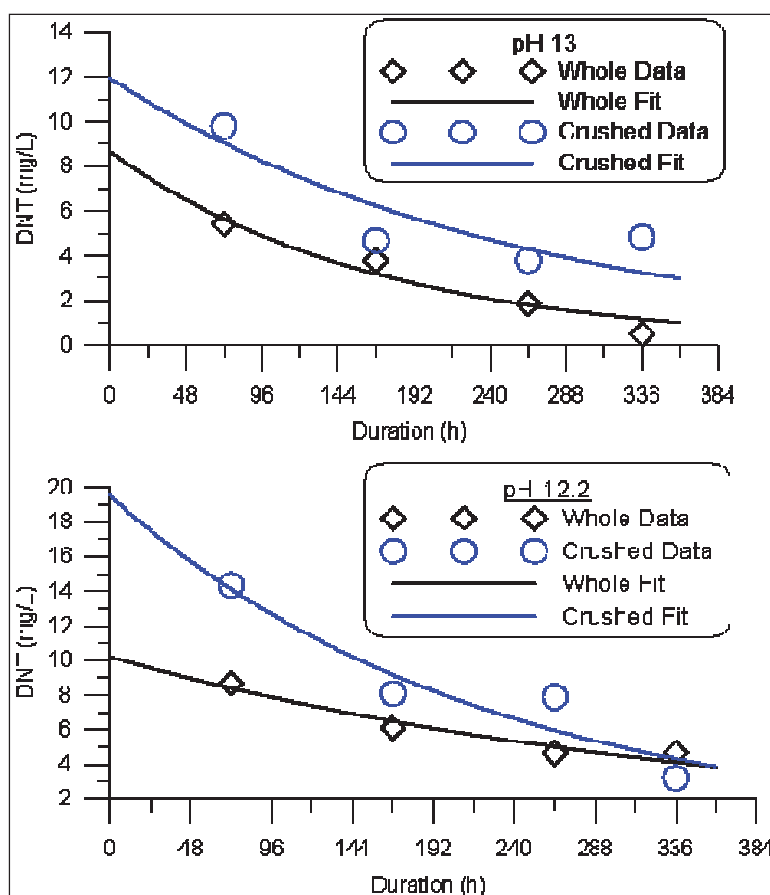 14
12
10
8
6
4
2
0
DNT (mg/L)
pH 13
Whole Data
Whole Fit
Crushed Data
Crushed Fit
0 48 96 144 192 240 288 336 384
Duration (h)
20
18
16
14
12
10
8
6
4
2
DNT (mg/L)
pH 12.2
Whole Data
Crushed Data
Whole Fit
Crushed Fit
0 48 96 144 192 240 288 336 384
Duration (h)